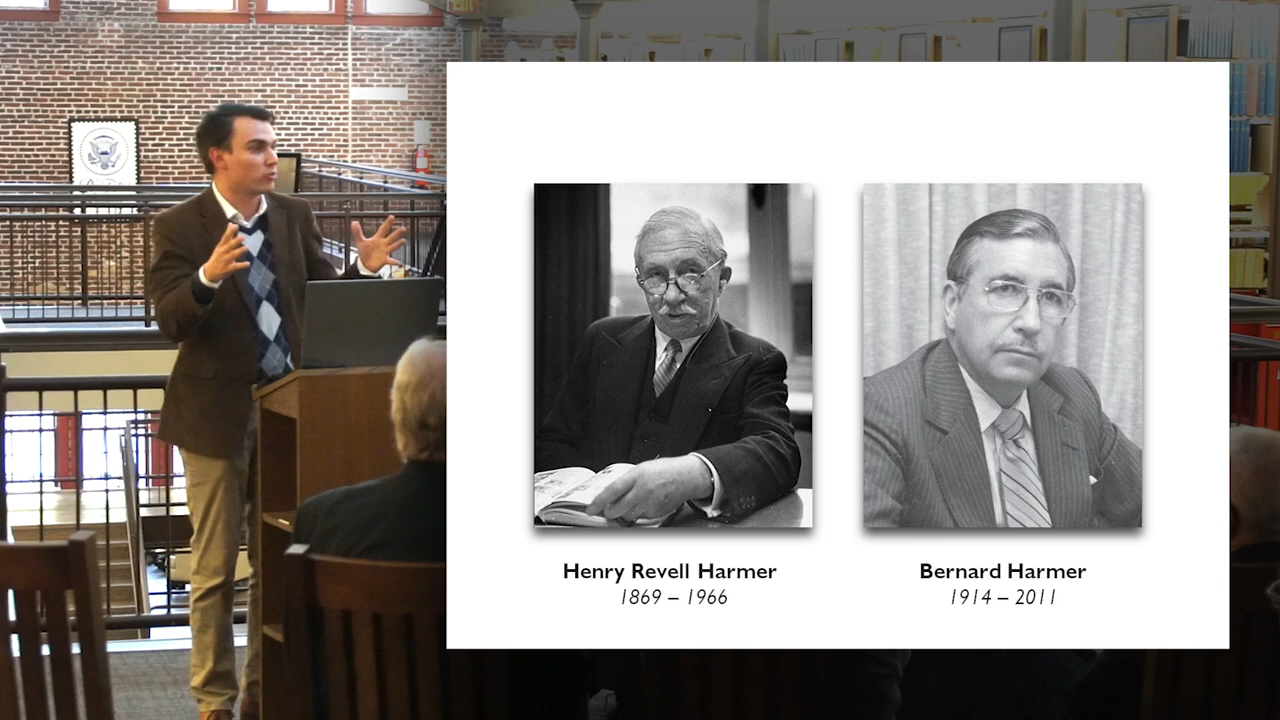 Henry Revell Harmer
1869 – 1966
Bernard Harmer
1914 – 2011